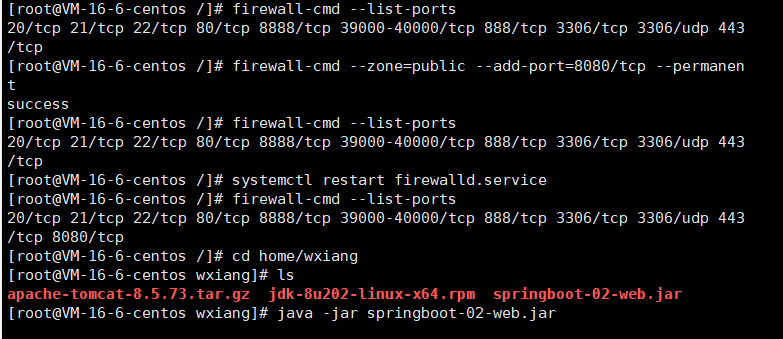 [root@VM-16-6-centos /]# firewall-cmd --list-ports
20/tcp 21/tcp 22/tcp 80/tcp 8888/tcp 39000-40000/tcp 888/tcp 3306/tcp 3306/udp 443
/tcp
[root@VM-16-6-centos /]# firewall-cmd --zone=public --add-port=8080/tcp --permanen
t
success
[root@VM-16-6-centos /]# firewall-cmd --list-ports
20/tcp 21/tcp 22/tcp 80/tcp 8888/tcp 39000-40000/tcp 888/tcp 3306/tcp 3306/udp 443
/tcp
[root@VM-16-6-centos /]# systemctl restart firewalld.service
[root@VM-16-6-centos /]# firewall-cmd --list-ports
20/tcp 21/tcp 22/tcp 80/tcp 8888/tcp 39000-40000/tcp 888/tcp 3306/tcp 3306/udp 443
/tcp 8080/tcp
[root@VM-16-6-centos /]# cd home/wxiang
[root@VM-16-6-centos wxiang]# ls
apache-tomcat-8.5.73.tar.gz  jdk-8u202-linux-x64.rpm  springboot-02-web.jar
[root@VM-16-6-centos wxiang]# java -jar springboot-02-web.jar